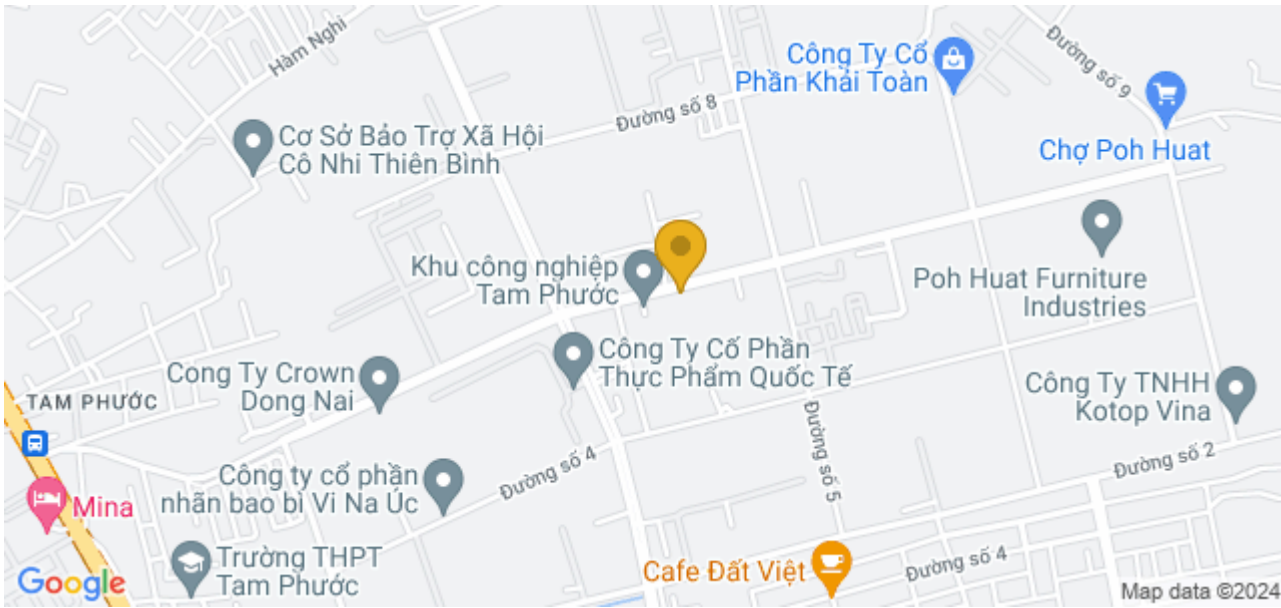 Hàm Nghi
Đường số 9
Công Ty Cổ
Phần Khải Toàn
Đường số 8
Cơ Sở Bảo Trợ Xã Hội
Cô Nhi Thiên Bình
Chợ Poh Huat
Khu công nghiệp
Tam Phước
Poh Huat Furniture
Industries
Công Ty Cổ Phần
Thực Phẩm Quốc Tế
Cong Ty Crown
Dong Nai
TAM PHƯỚC
Công Ty TNHH
Kotop Vina
Đường số 5
Đường số 4
Đường số 2
Công ty cổ phần
nhãn bao bì Vi Na Úc
Mina
Trường THPT
Tam Phước
Cafe Đất Việt
Đường số 4
Google
Map data ©2024